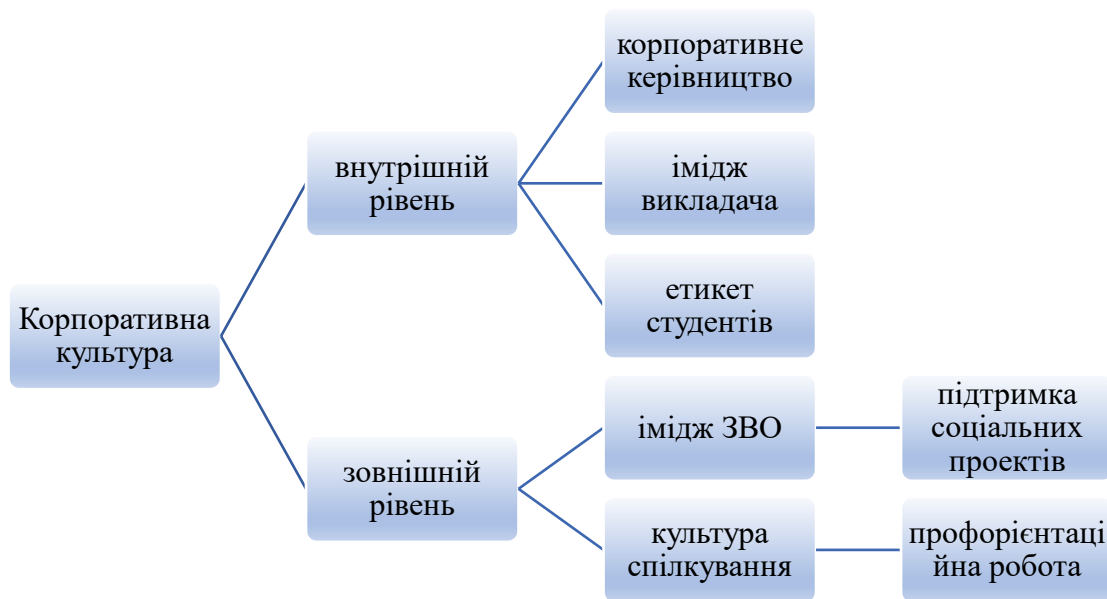 Корпоративна
культура
внутрішній
рівень
корпоративне
керівництво
імідж
викладача
етикет
студентів
зовнішній
рівень
імідж ЗВО
підтримка
соціальних
проектів
культура
спілкування
профорієнтаці
йна робота